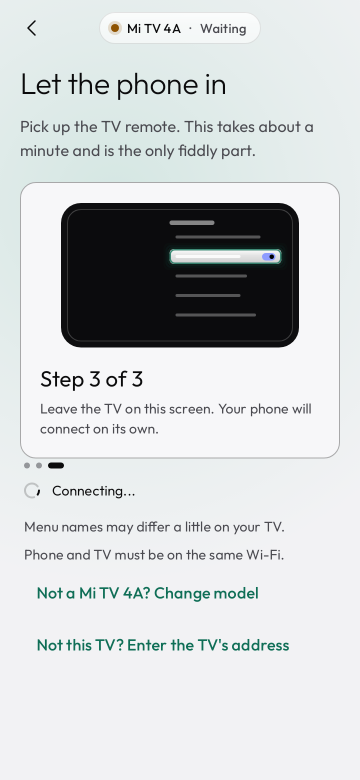 Mi TV 4A · Waiting
Let the phone in
Pick up the TV remote. This takes about a
minute and is the only fiddly part.
Step 3 of 3
Leave the TV on this screen. Your phone will
connect on its own.
Connecting...
Menu names may differ a little on your TV.
Phone and TV must be on the same Wi-Fi.
Not a Mi TV 4A? Change model
Not this TV? Enter the TV's address